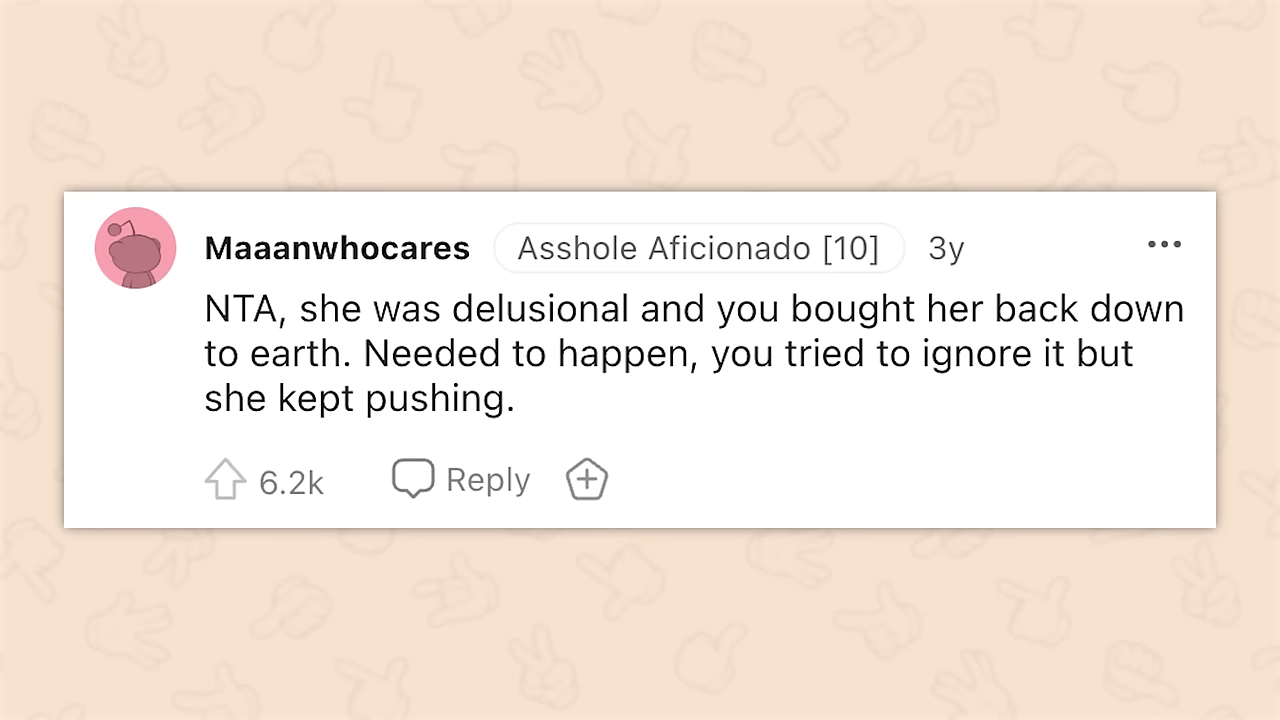 Maaanwhocares Asshole Aficionado [10] 3y
NTA, she was delusional and you bought her back down
to earth. Needed to happen, you tried to ignore it but
she kept pushing.
6.2k Reply